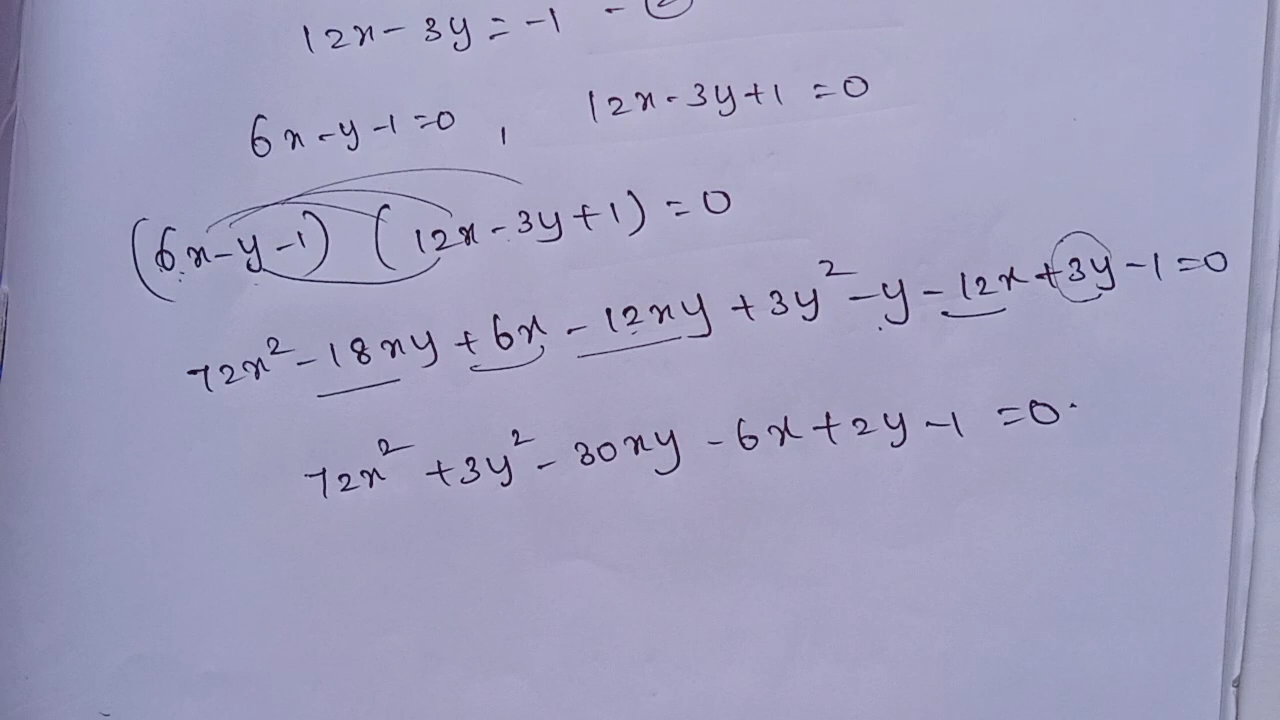 12x - 3y = -1 - ②
6x - y - 1 = 0 , 12x - 3y + 1 = 0
(6x - y - 1) (12x - 3y + 1) = 0
72x² - 18xy + 6x - 12xy + 3y² - y - 12x + 3y - 1 = 0
72x² + 3y² - 30xy - 6x + 2y - 1 = 0.